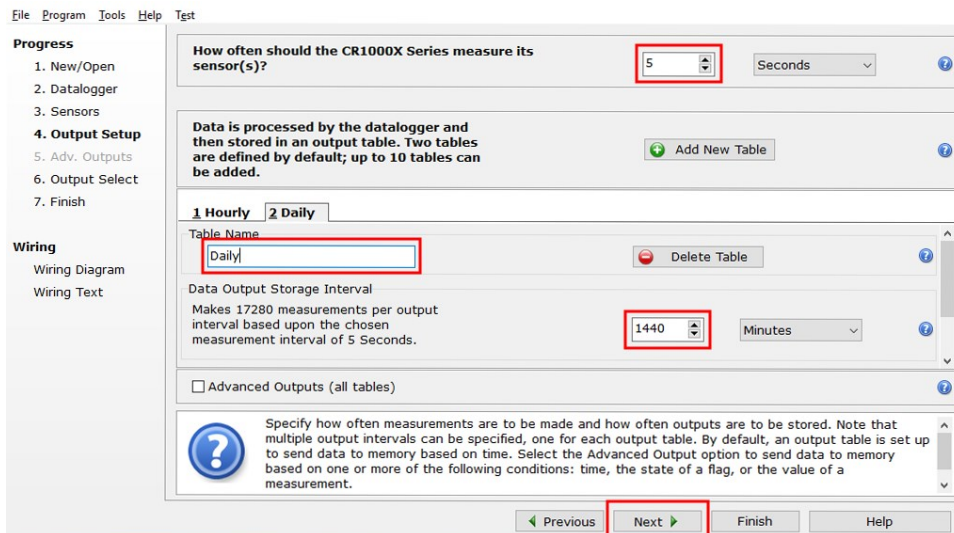 File Program Tools Help Test
Progress
1. New/Open
2. Datalogger
3. Sensors
4. Output Setup
5. Adv. Outputs
6. Output Select
7. Finish
Wiring
Wiring Diagram
Wiring Text
How often should the CR1000X Series measure its
sensor(s)?
5
Seconds
?
Data is processed by the datalogger and
then stored in an output table. Two tables
are defined by default; up to 10 tables can
be added.
Add New Table
?
1 Hourly 2 Daily
Table Name
Daily
Delete Table
?
Data Output Storage Interval
Makes 17280 measurements per output
interval based upon the chosen
measurement interval of 5 Seconds.
1440
Minutes
?
Advanced Outputs (all tables)
?
?
Specify how often measurements are to be made and how often outputs are to be stored. Note that
multiple output intervals can be specified, one for each output table. By default, an output table is set up
to send data to memory based on time. Select the Advanced Output option to send data to memory
based on one or more of the following conditions: time, the state of a flag, or the value of a
measurement.
Previous Next Finish Help